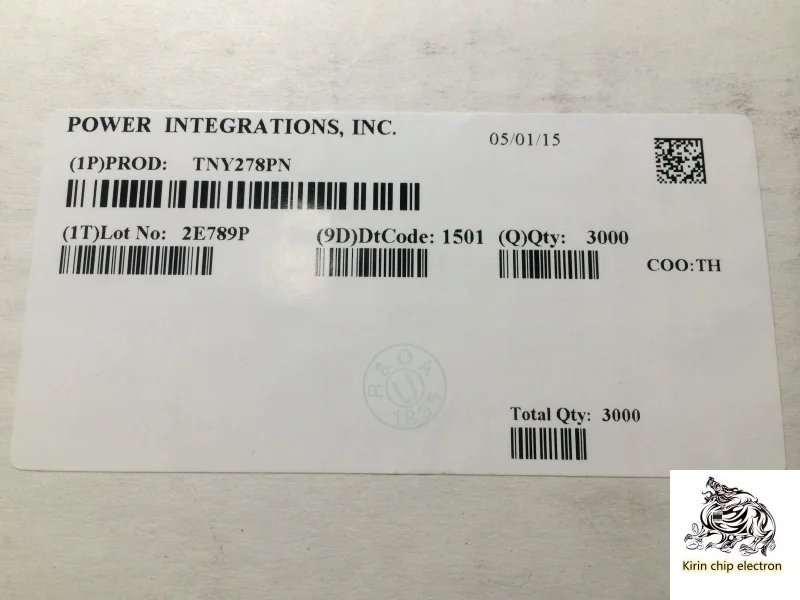 POWER INTEGRATIONS, INC.
05/01/15
(1P)PROD: TNY278PN
(1T)Lot No: 2E789P
(9D)DtCode: 1501
(Q)Qty: 3000
COO:TH
U
Total Qty: 3000
Kirin chip electron